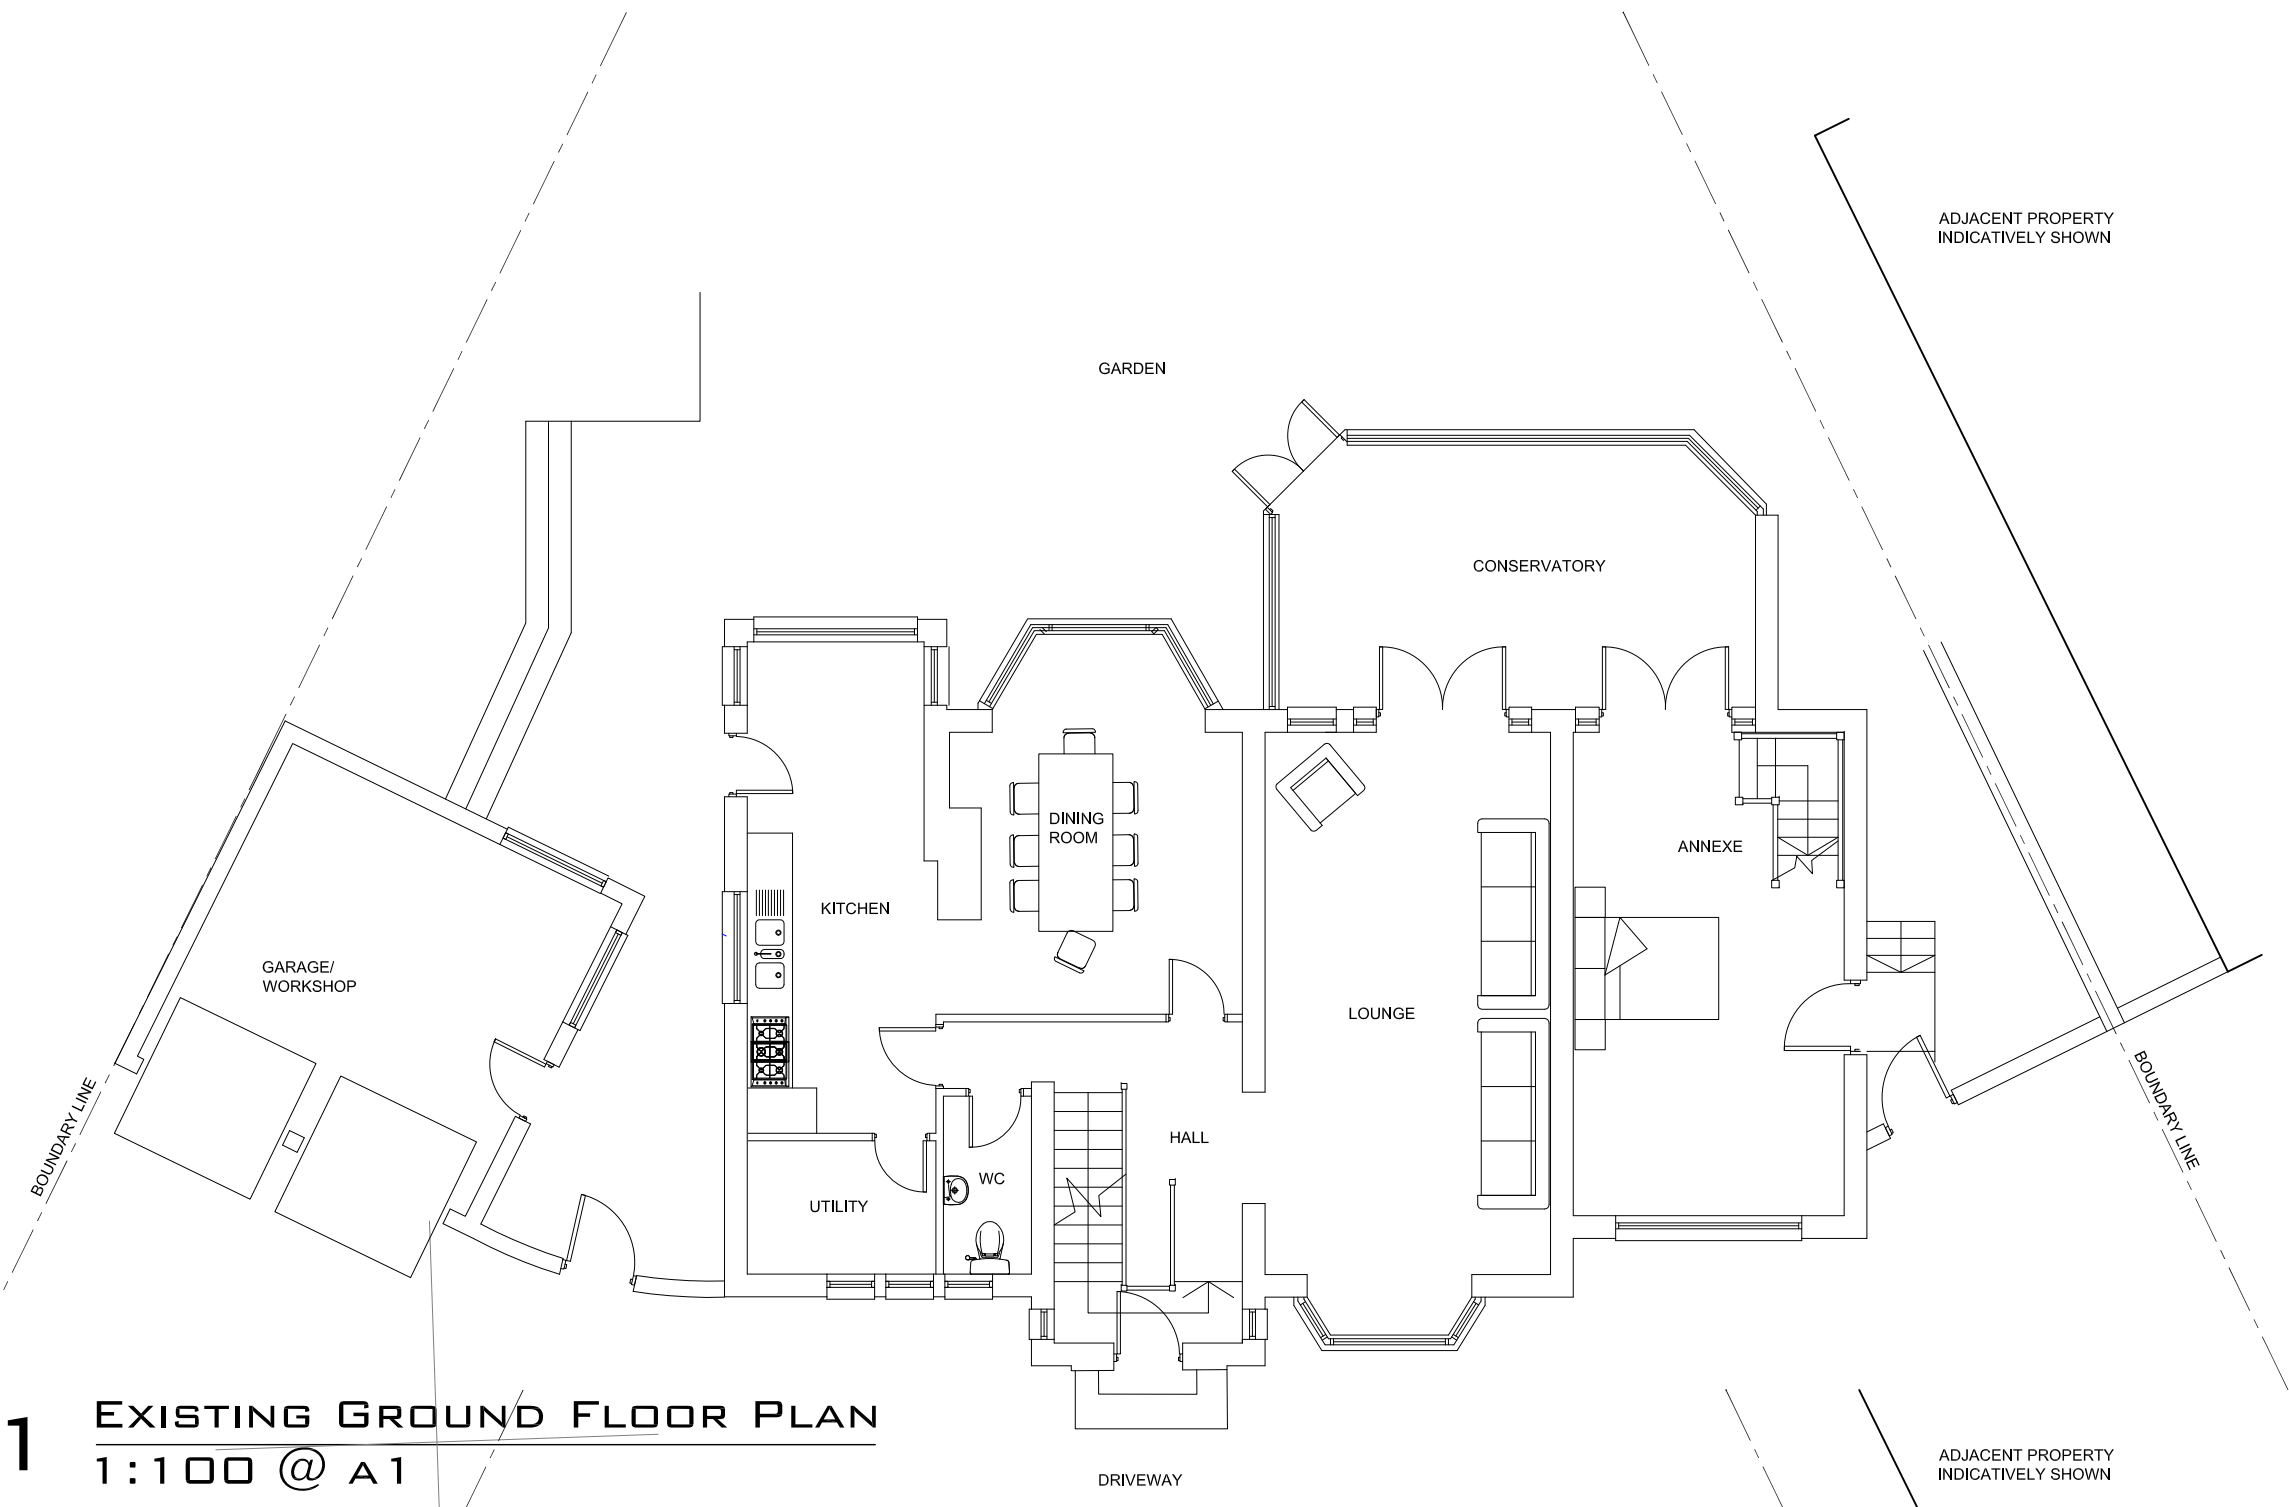 ADJACENT PROPERTY
INDICATIVELY SHOWN
GARDEN
CONSERVATORY
DINING
ROOM
ANNEXE
KITCHEN
GARAGE/
WORKSHOP
LOUNGE
BOUNDARY LINE
BOUNDARY LINE
HALL
WC
UTILITY
1
EXISTING GROUND FLOOR PLAN
1:100 @ A1
DRIVEWAY
ADJACENT PROPERTY
INDICATIVELY SHOWN